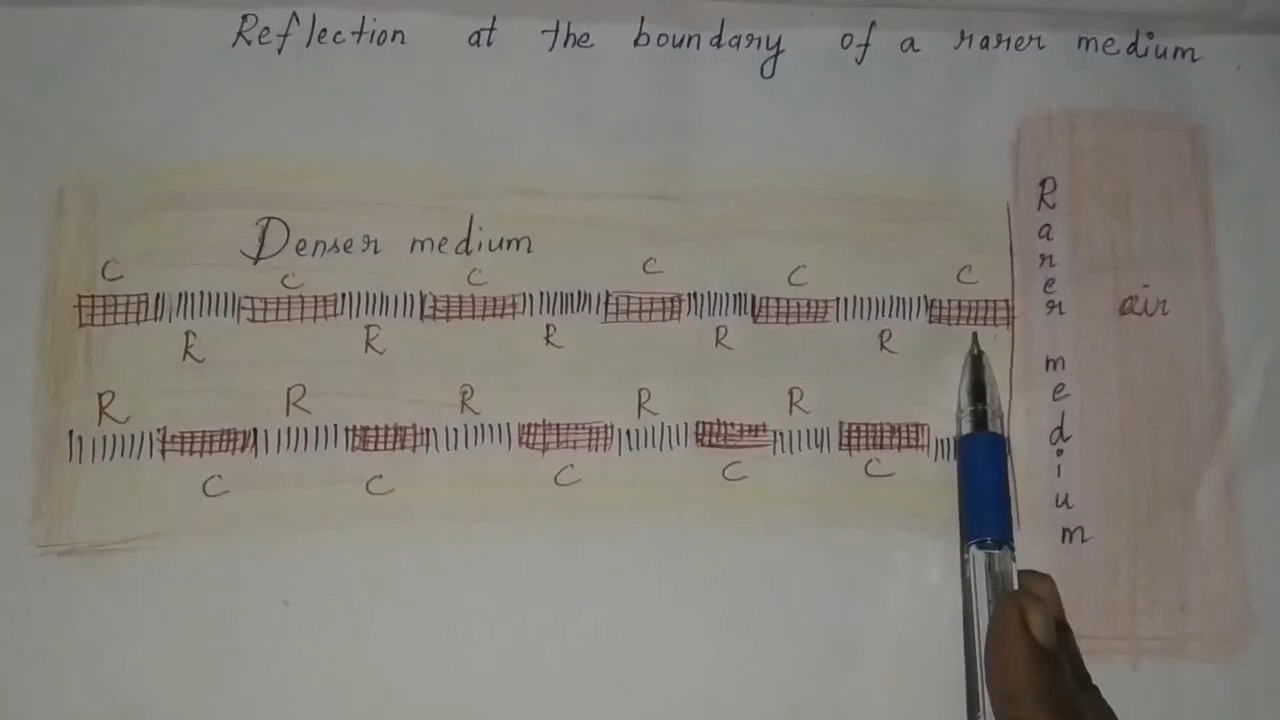 Reflection at the boundary of a rarer medium
Denser medium
C C C C C C
R R R R R
R R R R R
C C C C C
Rarer medium
air